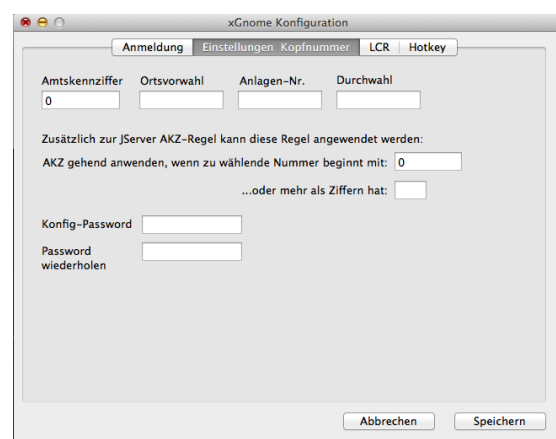 xGnome Konfiguration
Anmeldung Einstellungen Kopfnummer LCR Hotkey
Amtskennziffer Ortsvorwahl Anlagen-Nr. Durchwahl
0
Zusätzlich zur JServer AKZ-Regel kann diese Regel angewendet werden:
AKZ gehend anwenden, wenn zu wählende Nummer beginnt mit: 0
...oder mehr als Ziffern hat:
Konfig-Password
Password
wiederholen
Abbrechen Speichern